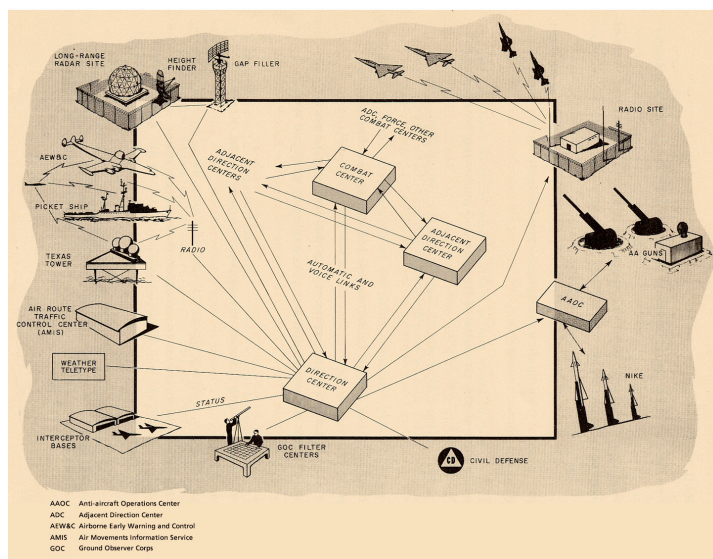 LONG-RANGE
RADAR SITE
HEIGHT
FINDER
GAP FILLER
ADC, FORCE, OTHER
COMBAT CENTERS
RADIO SITE
AEW&C
ADJACENT
DIRECTION
CENTERS
COMBAT
CENTER
PICKET SHIP
RADIO
ADJACENT
DIRECTION
CENTER
AA GUNS
TEXAS
TOWER
AUTOMATIC AND
VOICE LINKS
AAOC
AIR ROUTE
TRAFFIC
CONTROL CENTER
(AMIS)
WEATHER
TELETYPE
DIRECTION
CENTER
NIKE
STATUS
INTERCEPTOR
BASES
GOC FILTER
CENTERS
CD
CIVIL DEFENSE
AAOC Anti-aircraft Operations Center
ADC Adjacent Direction Center
AEW&C Airborne Early Warning and Control
AMIS Air Movements Information Service
GOC Ground Observer Corps